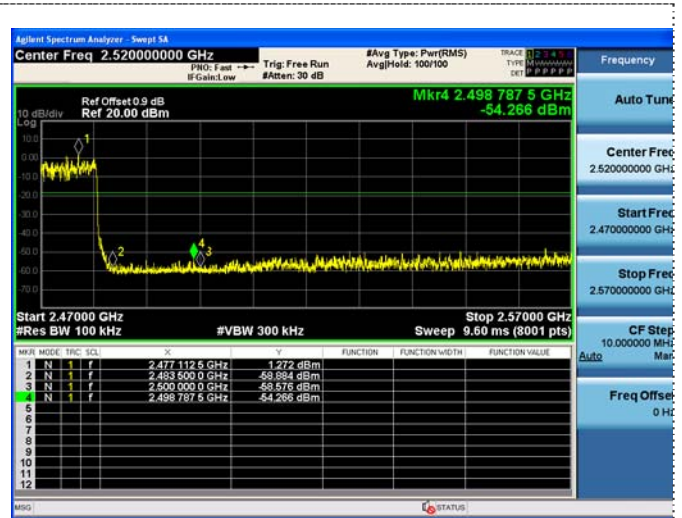 Agilent Spectrum Analyzer - Swept SA
Center Freq 2.520000000 GHz
PNO: Fast
IFGain:Low
Trig: Free Run
#Atten: 30 dB
#Avg Type: Pwr(RMS)
Avg|Hold: 100/100
TRACE 1 2 3 4 5 6
TYPE M
DET P P P P P P
Ref Offset 0.9 dB
10 dB/div Ref 20.00 dBm
Log
Mkr4 2.498 787 5 GHz
-54.266 dBm
10.0
0.00
-10.0
-20.0
-30.0
-40.0
-50.0
-60.0
-70.0
1
2
4
3
Start 2.47000 GHz
Stop 2.57000 GHz
#Res BW 100 kHz #VBW 300 kHz Sweep 9.60 ms (8001 pts)
MKR MODE TRC SCL X Y FUNCTION FUNCTION WIDTH FUNCTION VALUE
1 N 1 f 2.477 112 5 GHz 1.272 dBm
2 N 1 f 2.483 500 0 GHz -58.884 dBm
3 N 1 f 2.500 000 0 GHz -58.576 dBm
4 N 1 f 2.498 787 5 GHz -54.266 dBm
5
6
7
8
9
10
11
12
MSG
STATUS
Frequency
Auto Tune
Center Freq
2.520000000 GHz
Start Freq
2.470000000 GHz
Stop Freq
2.570000000 GHz
CF Step
10.000000 MHz
Auto Man
Freq Offset
0 Hz